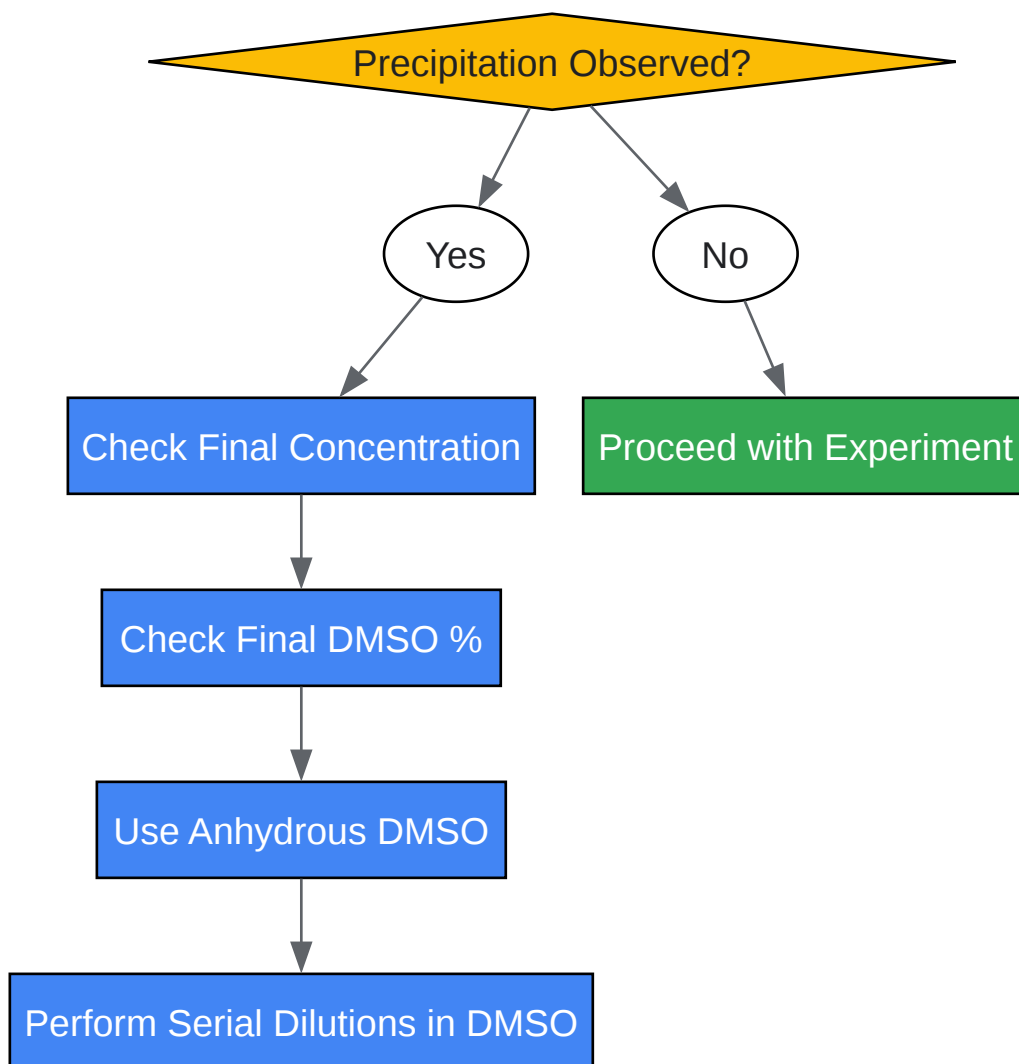 Precipitation Observed?
Yes
No
Check Final Concentration
Proceed with Experiment
Check Final DMSO %
Use Anhydrous DMSO
Perform Serial Dilutions in DMSO